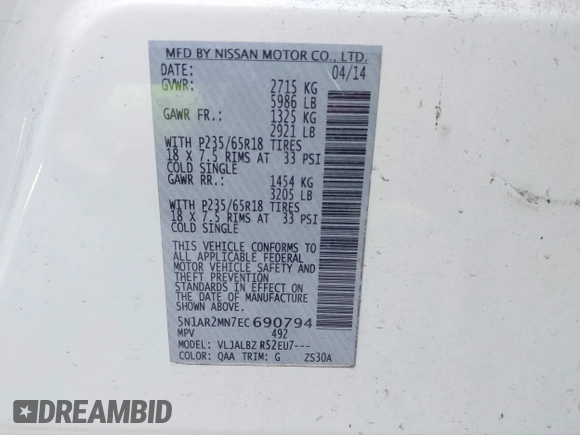 MFD BY NISSAN MOTOR CO., LTD.
DATE: 04/14
GVWR: 2715 KG
5986 LB
GAWR FR.: 1325 KG
2921 LB
WITH P235/65R18 TIRES
18 X 7.5 RIMS AT 33 PSI
COLD SINGLE
GAWR RR.: 1454 KG
3205 LB
WITH P235/65R18 TIRES
18 X 7.5 RIMS AT 33 PSI
COLD SINGLE
THIS VEHICLE CONFORMS TO
ALL APPLICABLE FEDERAL
MOTOR VEHICLE SAFETY AND
THEFT PREVENTION
STANDARDS IN EFFECT ON
THE DATE OF MANUFACTURE
SHOWN ABOVE.
5N1AR2MN7EC690794
MPV 492
MODEL: VLJALBZ R52EU7---
COLOR: QAA TRIM: G ZS30A
DREAMBID